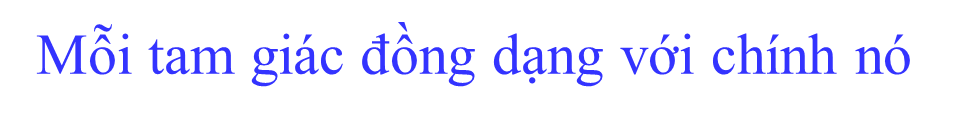 Mỗi tam giác đồng dạng với chính nó